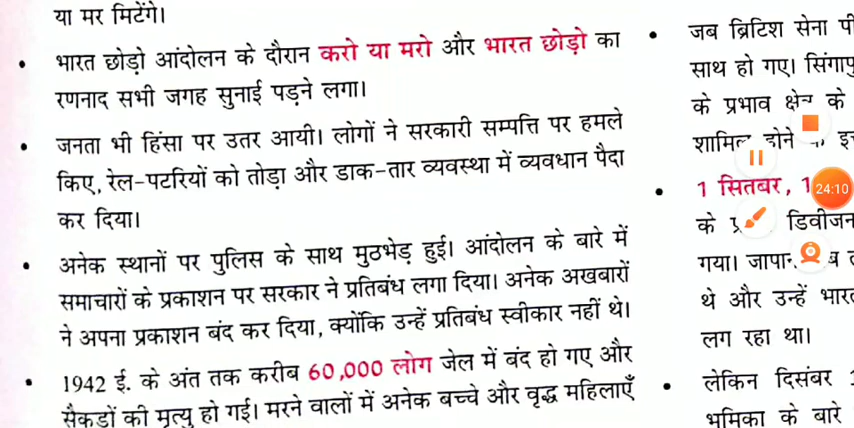 या मर मिटेंगे।
भारत छोड़ो आंदोलन के दौरान करो या मरो और भारत छोड़ो का
रणनाद सभी जगह सुनाई पड़ने लगा।
जनता भी हिंसा पर उतर आयी। लोगों ने सरकारी सम्पत्ति पर हमले
किए, रेल-पटरियों को तोड़ा और डाक-तार व्यवस्था में व्यवधान पैदा
कर दिया।
अनेक स्थानों पर पुलिस के साथ मुठभेड़ हुई। आंदोलन के बारे में
समाचारों के प्रकाशन पर सरकार ने प्रतिबंध लगा दिया। अनेक अखबारों
ने अपना प्रकाशन बंद कर दिया, क्योंकि उन्हें प्रतिबंध स्वीकार नहीं थे।
1942 ई. के अंत तक करीब 60,000 लोग जेल में बंद हो गए और
सैकड़ों की मृत्यु हो गई। मरने वालों में अनेक बच्चे और वृद्ध महिलाएँ
जब ब्रिटिश सेना
साथ हो गए।
के प्रभाव के
होने
1 सितंबर,
के डिवीजन
गया।
थे और उन्हें
लग रहा था।
लेकिन दिसंबर
भूमिका के बारे
24:10